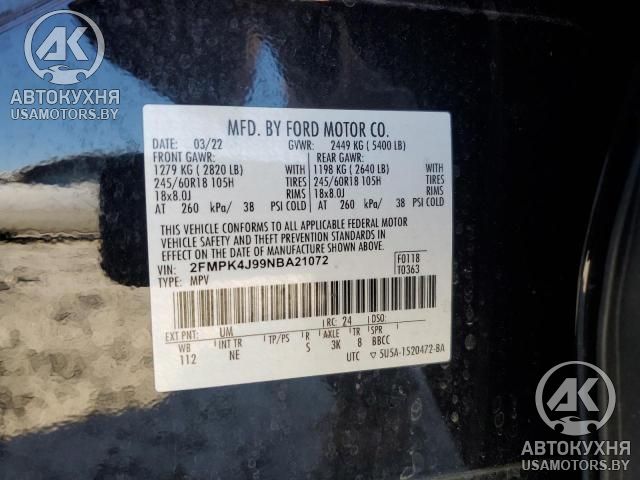 AK
АВТОКУХНЯ
USAMOTORS.BY
MFD. BY FORD MOTOR CO.
DATE: 03/22 GVWR: 2449 KG ( 5400 LB)
FRONT GAWR: REAR GAWR:
1279 KG ( 2820 LB) 1198 KG ( 2640 LB)
WITH WITH
245/60R18 105H TIRES 245/60R18 105H TIRES
18x8.0J RIMS 18x8.0J RIMS
AT 260 kPa/ 38 PSI COLD AT 260 kPa/ 38 PSI COLD
THIS VEHICLE CONFORMS TO ALL APPLICABLE FEDERAL MOTOR
VEHICLE SAFETY AND THEFT PREVENTION STANDARDS IN
EFFECT ON THE DATE OF MANUFACTURE SHOWN ABOVE.
VIN: 2FMPK4J99NBA21072 F0118
TYPE: MPV T0363
EXT PNT: UM RC: 24 DSO:
WB INT TR TP/PS R AXLE TR SPR
112 NE S 3K 8 BBCC
UTC ▽ 5U5A-1520472-BA
AK
АВТОКУХНЯ
USAMOTORS.BY